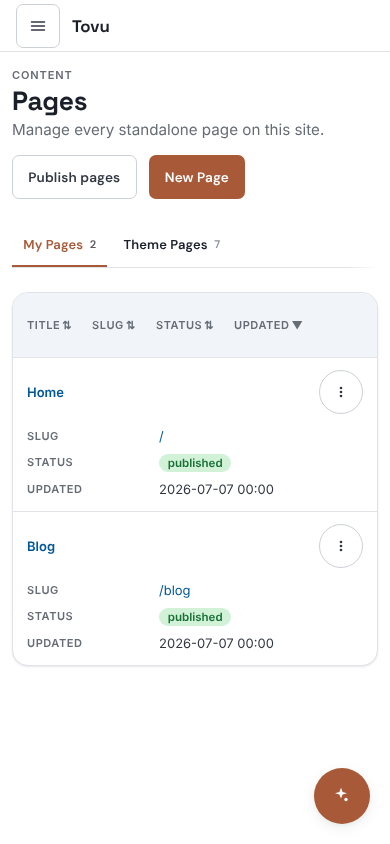 Tovu
CONTENT
Pages
Manage every standalone page on this site.
Publish pages New Page
My Pages 2 Theme Pages 7
TITLE ⇅ SLUG ⇅ STATUS ⇅ UPDATED ▼
Home
SLUG /
STATUS published
UPDATED 2026-07-07 00:00
Blog
SLUG /blog
STATUS published
UPDATED 2026-07-07 00:00